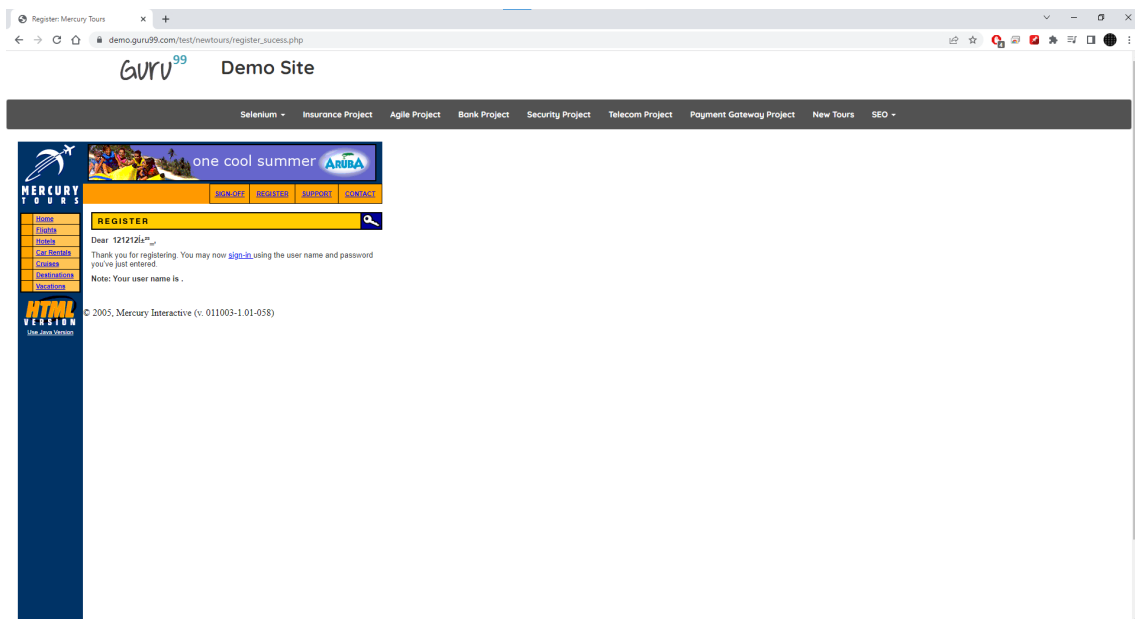 Register: Mercury Tours
demo.guru99.com/test/newtours/register_sucess.php
Guru99 Demo Site
Selenium Insurance Project Agile Project Bank Project Security Project Telecom Project Payment Gateway Project New Tours SEO
one cool summer ARUBA
MERCURY
TOURS
SIGN-OFF REGISTER SUPPORT CONTACT
Home
Flights
Hotels
Car Rentals
Cruises
Destinations
Vacations
HTML
VERSION
Use Java Version
REGISTER
Dear
Thank you for registering. You may now sign-in using the user name and password
you've just entered.
Note: Your user name is .
© 2005, Mercury Interactive (v. 011003-1.01-058)